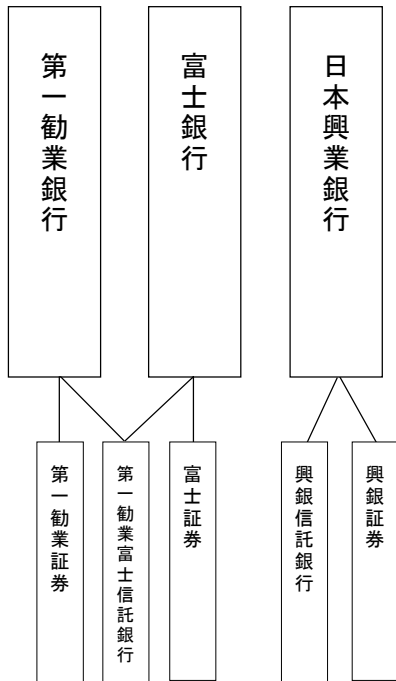 第一勧業銀行
富士銀行
日本興業銀行
第一勧業証券
第一勧業富士信託銀行
富士証券
興銀信託銀行
興銀証券